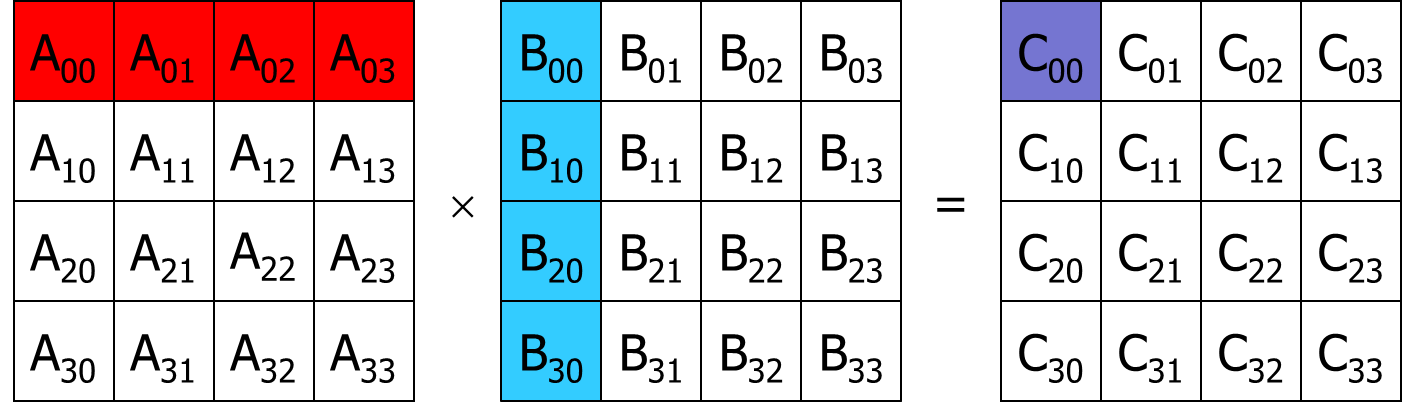 A₀₀ A₀₁ A₀₂ A₀₃ B₀₀ B₀₁ B₀₂ B₀₃ C₀₀ C₀₁ C₀₂ C₀₃
A₁₀ A₁₁ A₁₂ A₁₃ B₁₀ B₁₁ B₁₂ B₁₃ C₁₀ C₁₁ C₁₂ C₁₃
× =
A₂₀ A₂₁ A₂₂ A₂₃ B₂₀ B₂₁ B₂₂ B₂₃ C₂₀ C₂₁ C₂₂ C₂₃
A₃₀ A₃₁ A₃₂ A₃₃ B₃₀ B₃₁ B₃₂ B₃₃ C₃₀ C₃₁ C₃₂ C₃₃